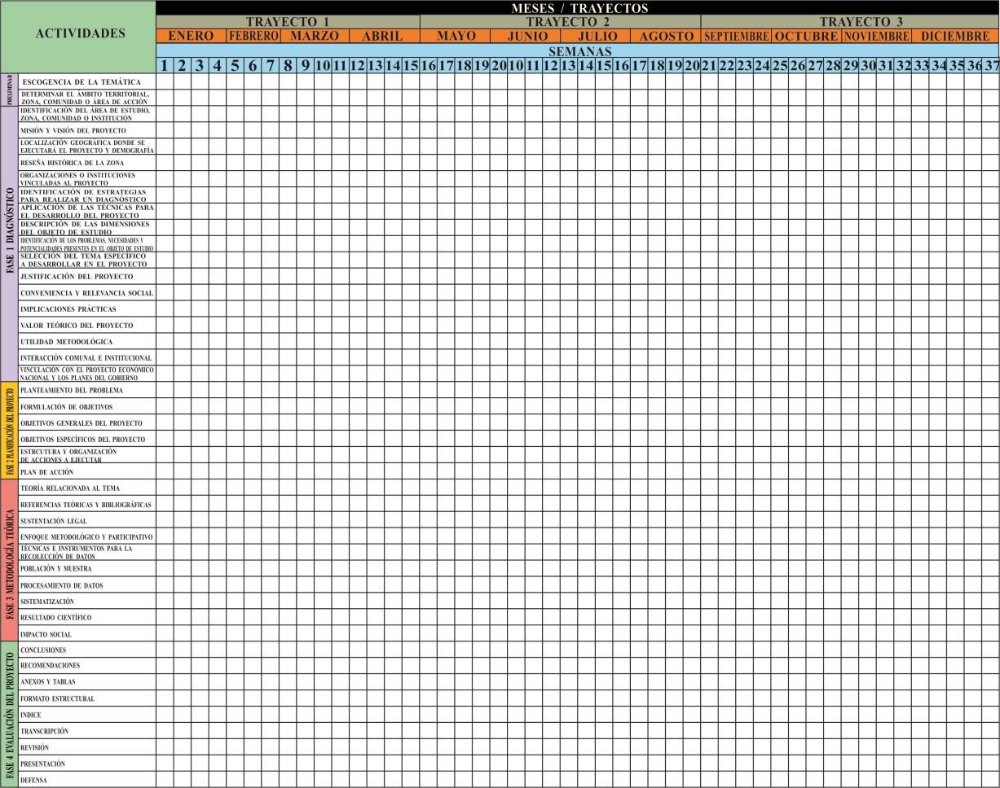 MESES / TRAYECTOS
ACTIVIDADES
TRAYECTO 1 TRAYECTO 2 TRAYECTO 3
ENERO FEBRERO MARZO ABRIL MAYO JUNIO JULIO AGOSTO SEPTIEMBRE OCTUBRE NOVIEMBRE DICIEMBRE
SEMANAS
1 2 3 4 5 6 7 8 9 10 11 12 13 14 15 16 17 18 19 20 10 11 12 13 14 15 16 17 18 19 20 21 22 23 24 25 26 27 28 29 30 31 32 33 34 35 36 37
PRELIMINAR
ESCOGENCIA DE LA TEMÁTICA
DETERMINAR EL ÁMBITO TERRITORIAL,
ZONA, COMUNIDAD O ÁREA DE ACCIÓN
FASE 1 DIAGNÓSTICO
IDENTIFICACIÓN DEL ÁREA DE ESTUDIO,
ZONA, COMUNIDAD O INSTITUCIÓN
MISIÓN Y VISIÓN DEL PROYECTO
LOCALIZACIÓN GEOGRÁFICA DONDE SE
EJECUTARÁ EL PROYECTO Y DEMOGRAFÍA
RESEÑA HISTÓRICA DE LA ZONA
ORGANIZACIONES O INSTITUCIONES
VINCULADAS AL PROYECTO
IDENTIFICACIÓN DE ESTRATEGIAS
PARA REALIZAR UN DIAGNÓSTICO
APLICACIÓN DE LAS TÉCNICAS PARA
EL DESARROLLO DEL PROYECTO
DESCRIPCIÓN DE LAS DIMENSIONES
DEL OBJETO DE ESTUDIO
IDENTIFICACIÓN DE LOS PROBLEMAS, NECESIDADES Y
POTENCIALIDADES PRESENTES EN EL OBJETO DE ESTUDIO
SELECCIÓN DEL TEMA ESPECÍFICO
A DESARROLLAR EN EL PROYECTO
JUSTIFICACIÓN DEL PROYECTO
CONVENIENCIA Y RELEVANCIA SOCIAL
IMPLICACIONES PRÁCTICAS
VALOR TEÓRICO DEL PROYECTO
UTILIDAD METODOLÓGICA
INTERACCIÓN COMUNAL E INSTITUCIONAL
VINCULACIÓN CON EL PROYECTO ECONÓMICO
NACIONAL Y LOS PLANES DEL GOBIERNO
FASE 2 PLANIFICACIÓN DEL PROYECTO
PLANTEAMIENTO DEL PROBLEMA
FORMULACIÓN DE OBJETIVOS
OBJETIVOS GENERALES DEL PROYECTO
OBJETIVOS ESPECÍFICOS DEL PROYECTO
ESTRCUTURA Y ORGANIZACIÓN
DE ACCIONES A EJECUTAR
PLAN DE ACCIÓN
FASE 3 METODOLOGÍA TEÓRICA
TEORÍA RELACIONADA AL TEMA
REFERENCIAS TEÓRICAS Y BIBLIOGRÁFICAS
SUSTENTACIÓN LEGAL
ENFOQUE METODOLÓGICO Y PARTICIPATIVO
TÉCNICAS E INSTRUMENTOS PARA LA
RECOLECCIÓN DE DATOS
POBLACIÓN Y MUESTRA
PROCESAMIENTO DE DATOS
SISTEMATIZACIÓN
RESULTADO CIENTÍFICO
IMPACTO SOCIAL
FASE 4 EVALUACIÓN DEL PROYECTO
CONCLUSIONES
RECOMENDACIONES
ANEXOS Y TABLAS
FORMATO ESTRUCTURAL
INDICE
TRANSCRIPCIÓN
REVISIÓN
PRESENTACIÓN
DEFENSA